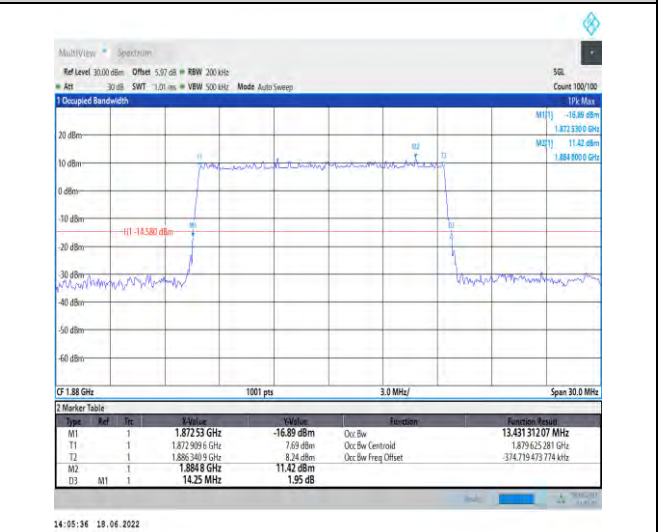 MultiView Spectrum
Ref Level 30.00 dBm Offset 5.97 dB RBW 200 kHz SGL
Att 30 dB SWT 1.01 ms VBW 500 kHz Mode Auto Sweep Count 100/100
1 Occupied Bandwidth 1Pk Max
M1[1] -16.89 dBm
1.872 530 0 GHz
M2[1] 11.42 dBm
1.884 800 0 GHz
20 dBm
M2
T1 T2
10 dBm
0 dBm
-10 dBm
M1 D3
H1 -14.580 dBm
-20 dBm
-30 dBm
-40 dBm
-50 dBm
-60 dBm
CF 1.88 GHz 1001 pts 3.0 MHz/ Span 30.0 MHz
2 Marker Table
Type Ref Trc X-Value Y-Value Function Function Result
M1 1 1.872 53 GHz -16.89 dBm Occ Bw 13.431 312 07 MHz
T1 1 1.872 909 6 GHz 7.69 dBm Occ Bw Centroid 1.879 625 281 GHz
T2 1 1.886 340 9 GHz 8.24 dBm Occ Bw Freq Offset -374.719 473 774 kHz
M2 1 1.884 8 GHz 11.42 dBm
D3 M1 1 14.25 MHz 1.95 dB
14:05:36 18.06.2022